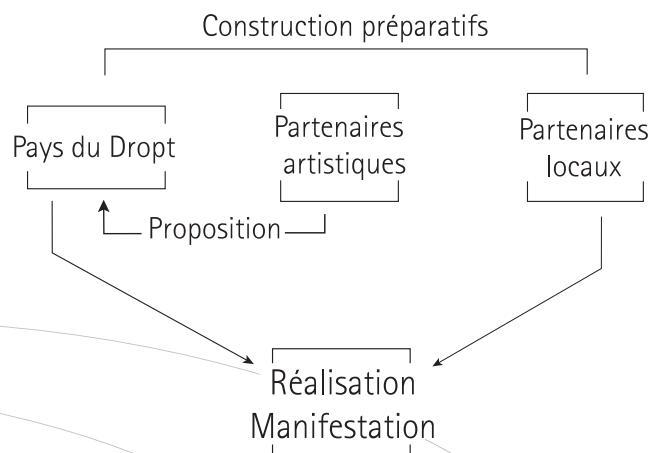 Construction préparatifs
Pays du Dropt
Partenaires
artistiques
Partenaires
locaux
Proposition
Réalisation
Manifestation